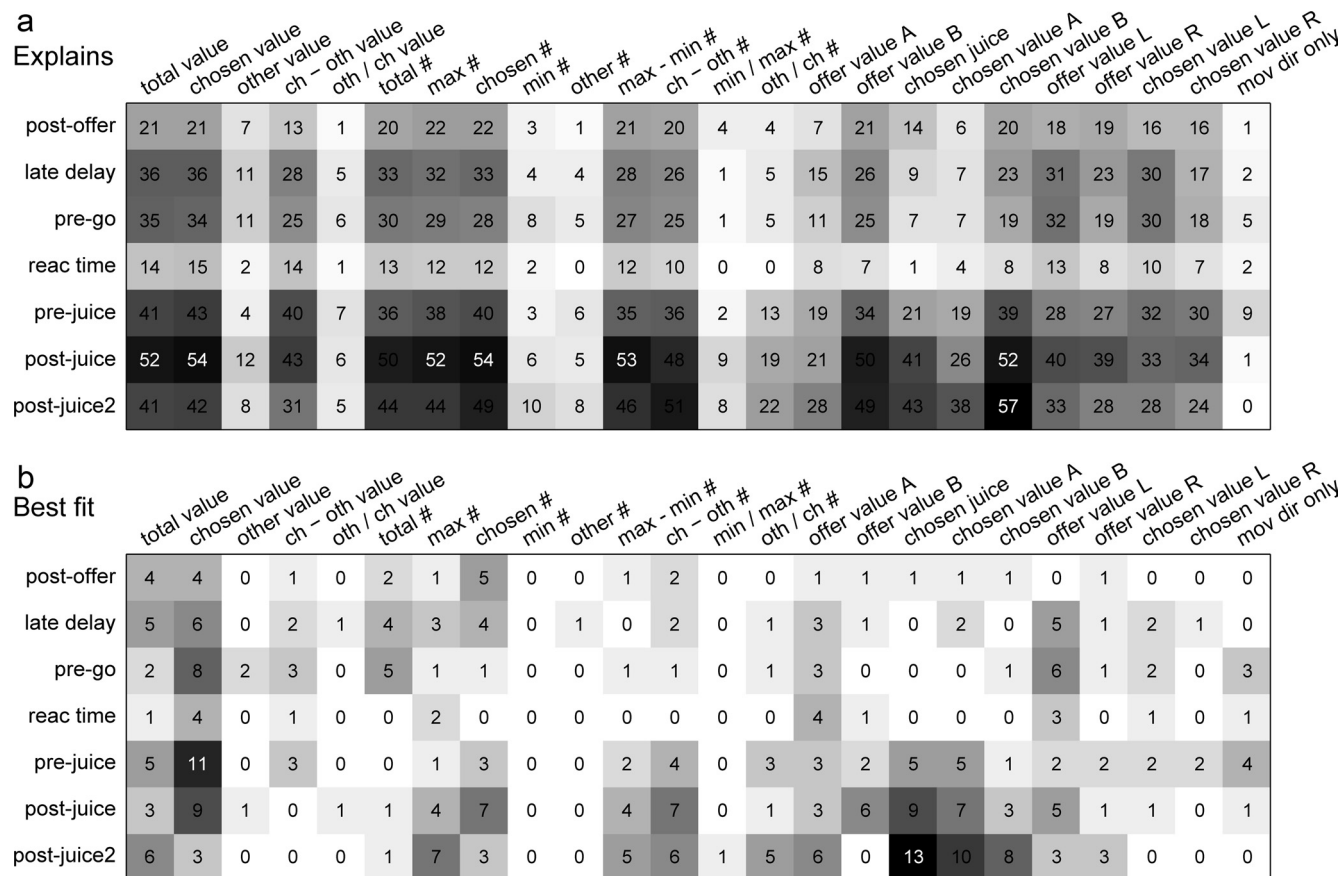 a
Explains
total value chosen value other value ch – oth value oth / ch value total # max # chosen # min # other # max - min # ch – oth # min / max # oth / ch # offer value A offer value B chosen juice chosen value A chosen value B offer value L offer value R chosen value L chosen value R mov dir only
post-offer 21 21 7 13 1 20 22 22 3 1 21 20 4 4 7 21 14 6 20 18 19 16 16 1
late delay 36 36 11 28 5 33 32 33 4 4 28 26 1 5 15 26 9 7 23 31 23 30 17 2
pre-go 35 34 11 25 6 30 29 28 8 5 27 25 1 5 11 25 7 7 19 32 19 30 18 5
reac time 14 15 2 14 1 13 12 12 2 0 12 10 0 0 8 7 1 4 8 13 8 10 7 2
pre-juice 41 43 4 40 7 36 38 40 3 6 35 36 2 13 19 34 21 19 39 28 27 32 30 9
post-juice 52 54 12 43 6 50 52 54 6 5 53 48 9 19 21 50 41 26 52 40 39 33 34 1
post-juice2 41 42 8 31 5 44 44 49 10 8 46 51 8 22 28 49 43 38 57 33 28 28 24 0
b
Best fit
total value chosen value other value ch – oth value oth / ch value total # max # chosen # min # other # max - min # ch – oth # min / max # oth / ch # offer value A offer value B chosen juice chosen value A chosen value B offer value L offer value R chosen value L chosen value R mov dir only
post-offer 4 4 0 1 0 2 1 5 0 0 1 2 0 0 1 1 1 1 1 0 1 0 0 0
late delay 5 6 0 2 1 4 3 4 0 1 0 2 0 1 3 1 0 2 0 5 1 2 1 0
pre-go 2 8 2 3 0 5 1 1 0 0 1 1 0 1 3 0 0 0 1 6 1 2 0 3
reac time 1 4 0 1 0 0 2 0 0 0 0 0 0 0 4 1 0 0 0 3 0 1 0 1
pre-juice 5 11 0 3 0 0 1 3 0 0 2 4 0 3 3 2 5 5 1 2 2 2 2 4
post-juice 3 9 1 0 1 1 4 7 0 0 4 7 0 1 3 6 9 7 3 5 1 1 0 1
post-juice2 6 3 0 0 0 1 7 3 0 0 5 6 1 5 6 0 13 10 8 3 3 0 0 0